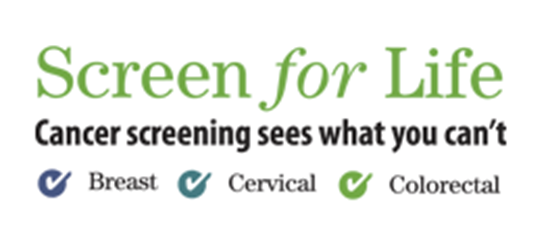 Screen for Life
Cancer screening sees what you can't
Breast Cervical Colorectal